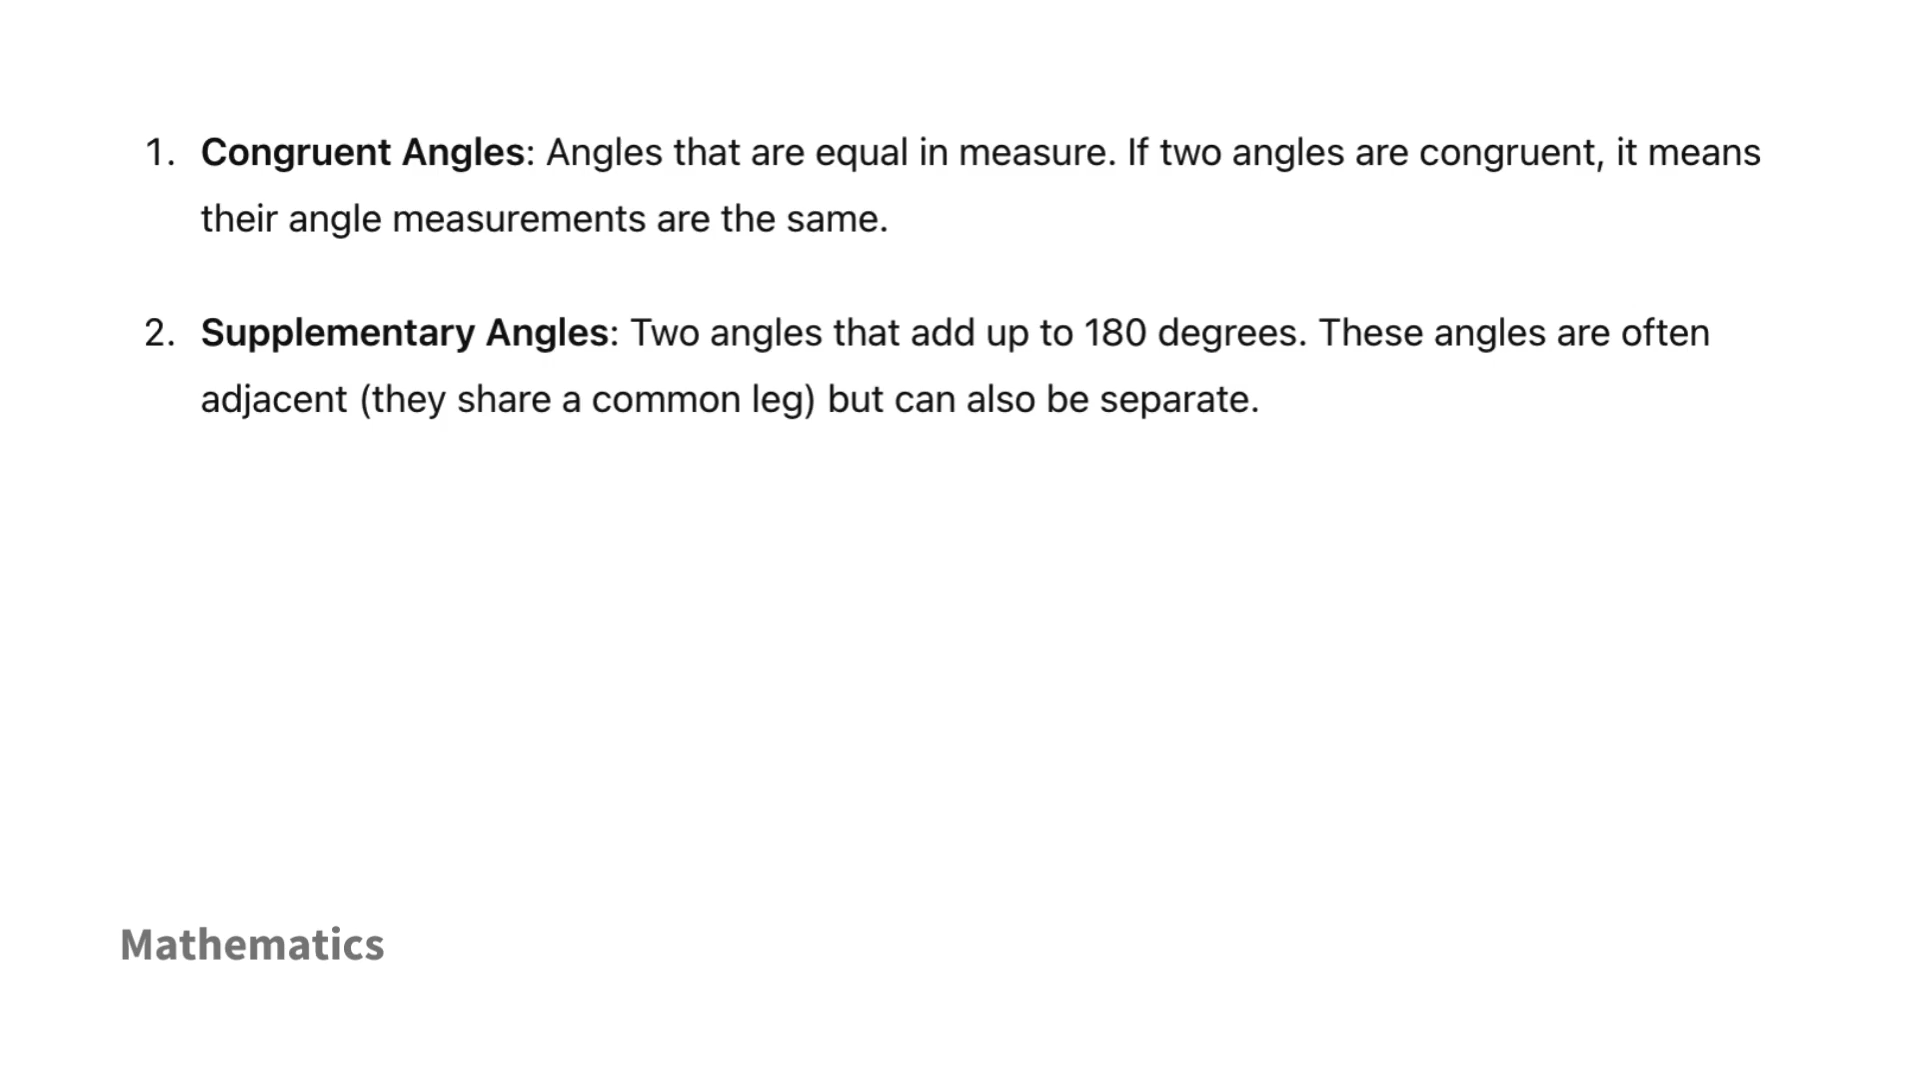 1. Congruent Angles: Angles that are equal in measure. If two angles are congruent, it means
their angle measurements are the same.
2. Supplementary Angles: Two angles that add up to 180 degrees. These angles are often
adjacent (they share a common leg) but can also be separate.
Mathematics